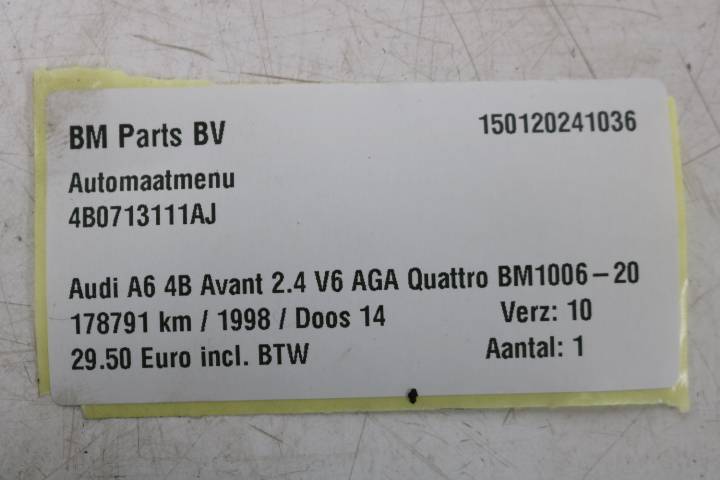 BM Parts BV 150120241036
Automaatmenu
4B0713111AJ
Audi A6 4B Avant 2.4 V6 AGA Quattro BM1006-20
178791 km / 1998 / Doos 14 Verz: 10
29.50 Euro incl. BTW Aantal: 1